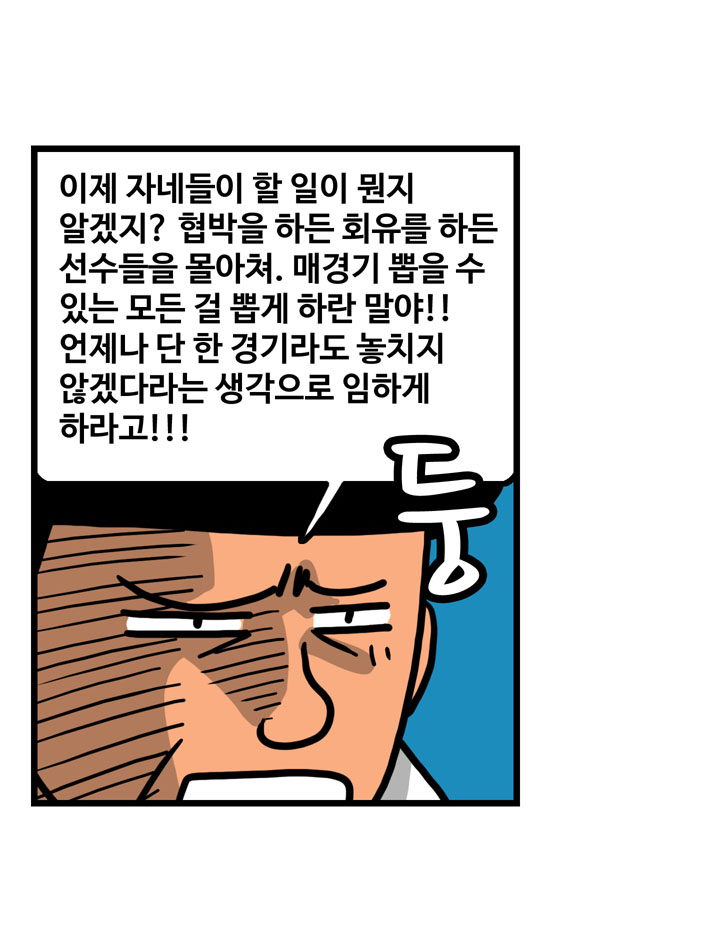 이제 자네들이 할 일이 뭔지
알겠지? 협박을 하든 회유를 하든
선수들을 몰아쳐. 매경기 뽑을 수
있는 모든 걸 뽑게 하란 말야!!
언제나 단 한 경기라도 놓치지
않겠다라는 생각으로 임하게
하라고!!!
둥